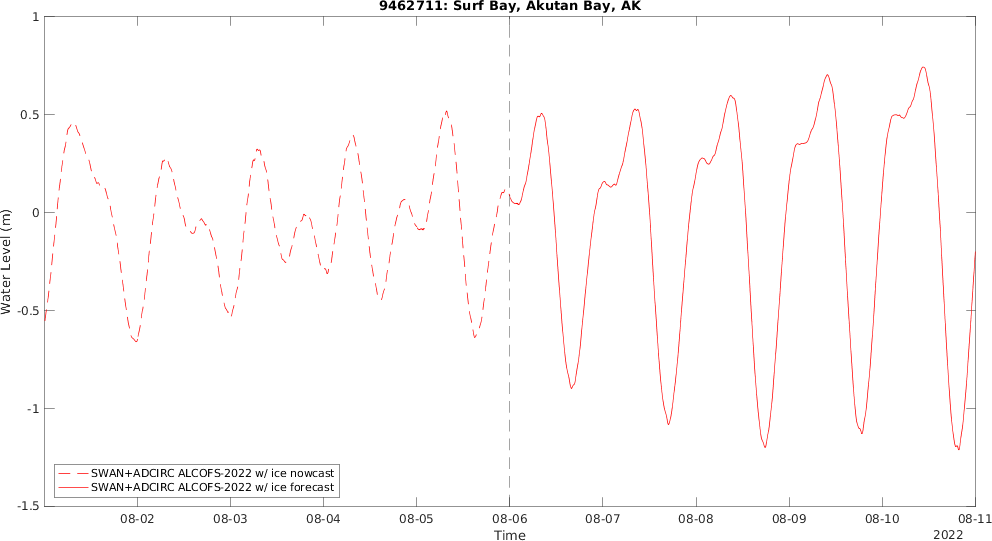 9462711: Surf Bay, Akutan Bay, AK
Water Level (m)
1
0.5
0
-0.5
-1
-1.5
SWAN+ADCIRC ALCOFS-2022 w/ ice nowcast
SWAN+ADCIRC ALCOFS-2022 w/ ice forecast
08-02 08-03 08-04 08-05 08-06 08-07 08-08 08-09 08-10 08-11
Time
2022